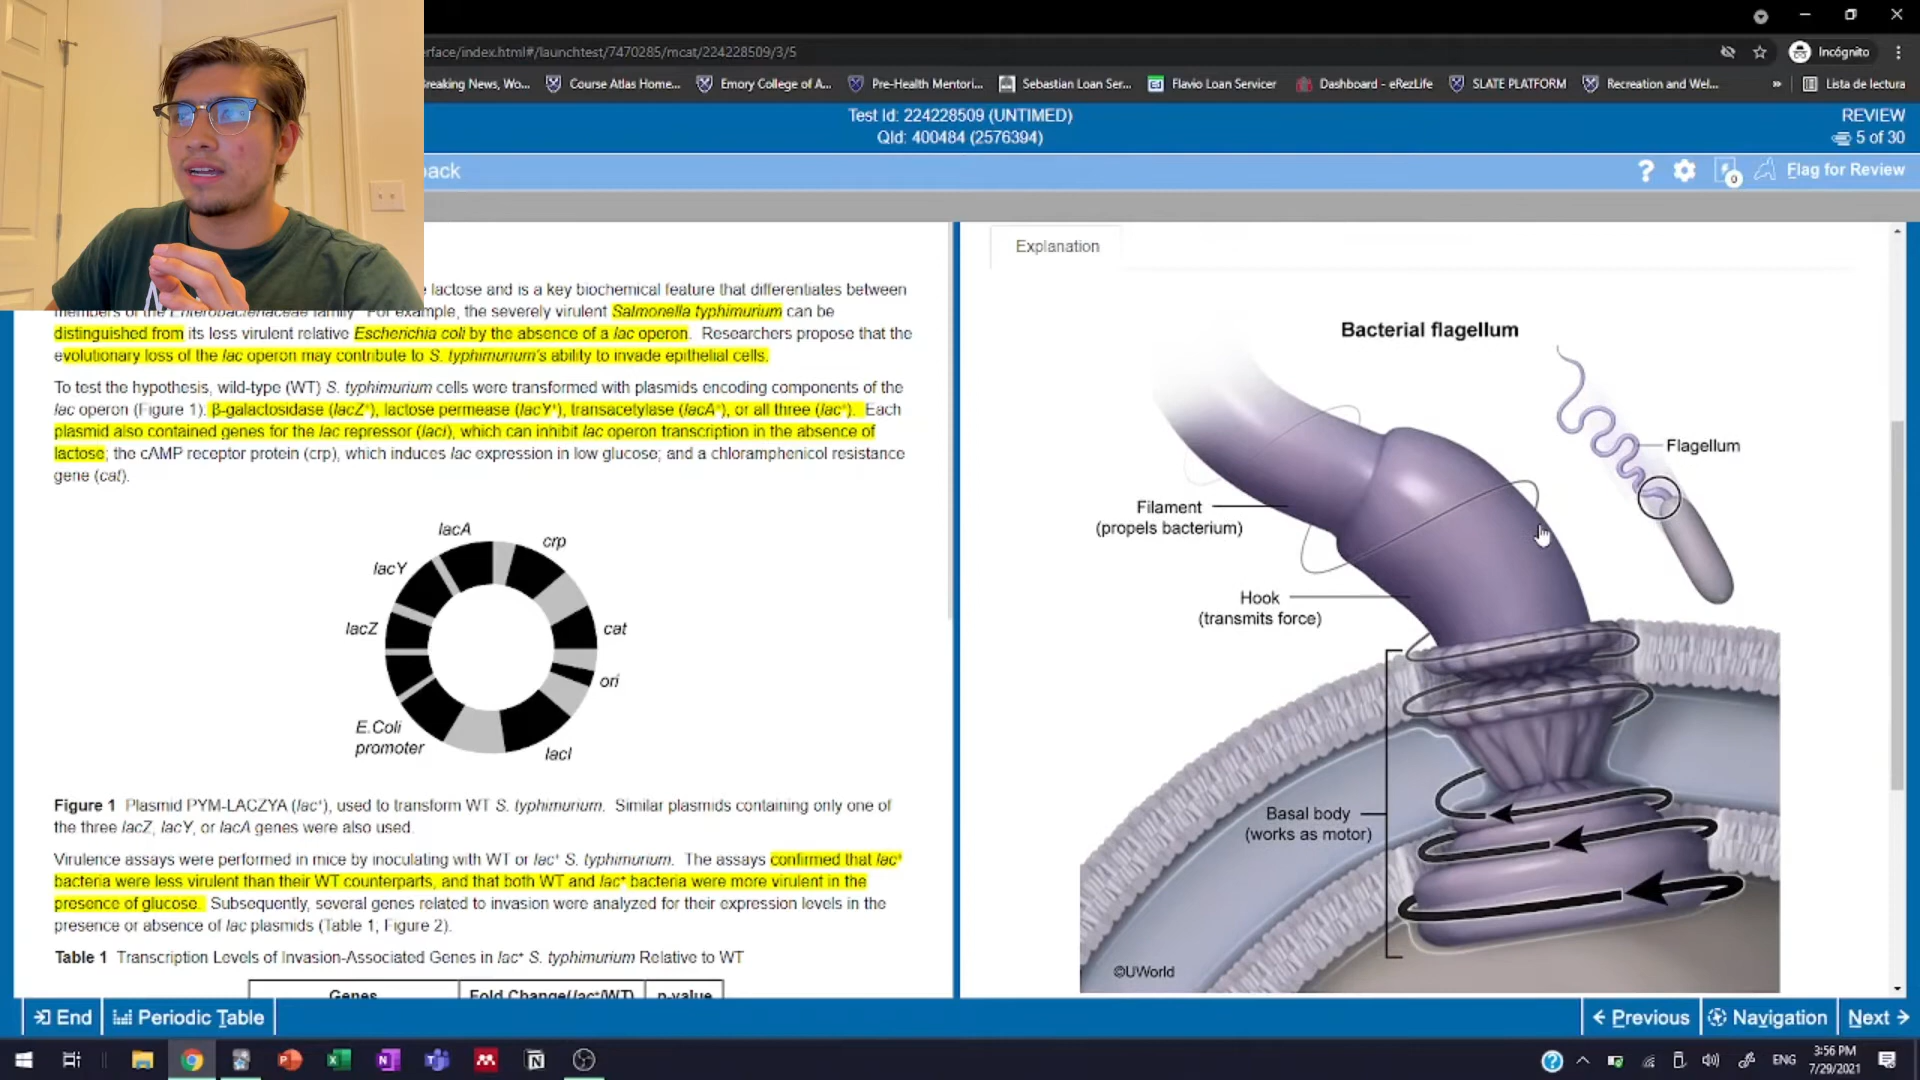 rface/index.html#/launchtest/7470285/mcat/224228509/3/5
Incógnito
reaking News, Wo...
Course Atlas Home...
Emory College of A...
Pre-Health Mentori...
Sebastian Loan Ser...
Flavio Loan Servicer
Dashboard - eRezLife
SLATE PLATFORM
Recreation and Wel...
»
Lista de lectura
Test Id: 224228509 (UNTIMED)
QId: 400484 (2576394)
REVIEW
5 of 30
back
?
0
Flag for Review
lactose and is a key biochemical feature that differentiates between
members of the Enterobacteriaceae family For example, the severely virulent Salmonella typhimurium can be
distinguished from its less virulent relative Escherichia coli by the absence of a lac operon. Researchers propose that the
evolutionary loss of the lac operon may contribute to S. typhimurium's ability to invade epithelial cells.
To test the hypothesis, wild-type (WT) S. typhimurium cells were transformed with plasmids encoding components of the
lac operon (Figure 1): β-galactosidase (lacZ⁺), lactose permease (lacY⁺), transacetylase (lacA⁺), or all three (lac⁺). Each
plasmid also contained genes for the lac repressor (lacI), which can inhibit lac operon transcription in the absence of
lactose; the cAMP receptor protein (crp), which induces lac expression in low glucose; and a chloramphenicol resistance
gene (cat).
lacA
crp
lacY
lacZ
cat
ori
E.Coli
promoter
lacI
Figure 1 Plasmid PYM-LACZYA (lac⁺), used to transform WT S. typhimurium. Similar plasmids containing only one of
the three lacZ, lacY, or lacA genes were also used.
Virulence assays were performed in mice by inoculating with WT or lac⁺ S. typhimurium. The assays confirmed that lac⁺
bacteria were less virulent than their WT counterparts, and that both WT and lac⁺ bacteria were more virulent in the
presence of glucose. Subsequently, several genes related to invasion were analyzed for their expression levels in the
presence or absence of lac plasmids (Table 1, Figure 2).
Table 1 Transcription Levels of Invasion-Associated Genes in lac⁺ S. typhimurium Relative to WT
Genes
Fold Change(lac⁺/WT)
p-value
Explanation
Bacterial flagellum
Flagellum
Filament
(propels bacterium)
Hook
(transmits force)
Basal body
(works as motor)
©UWorld
End
Periodic Table
Previous
Navigation
Next
ENG
3:56 PM
7/29/2021